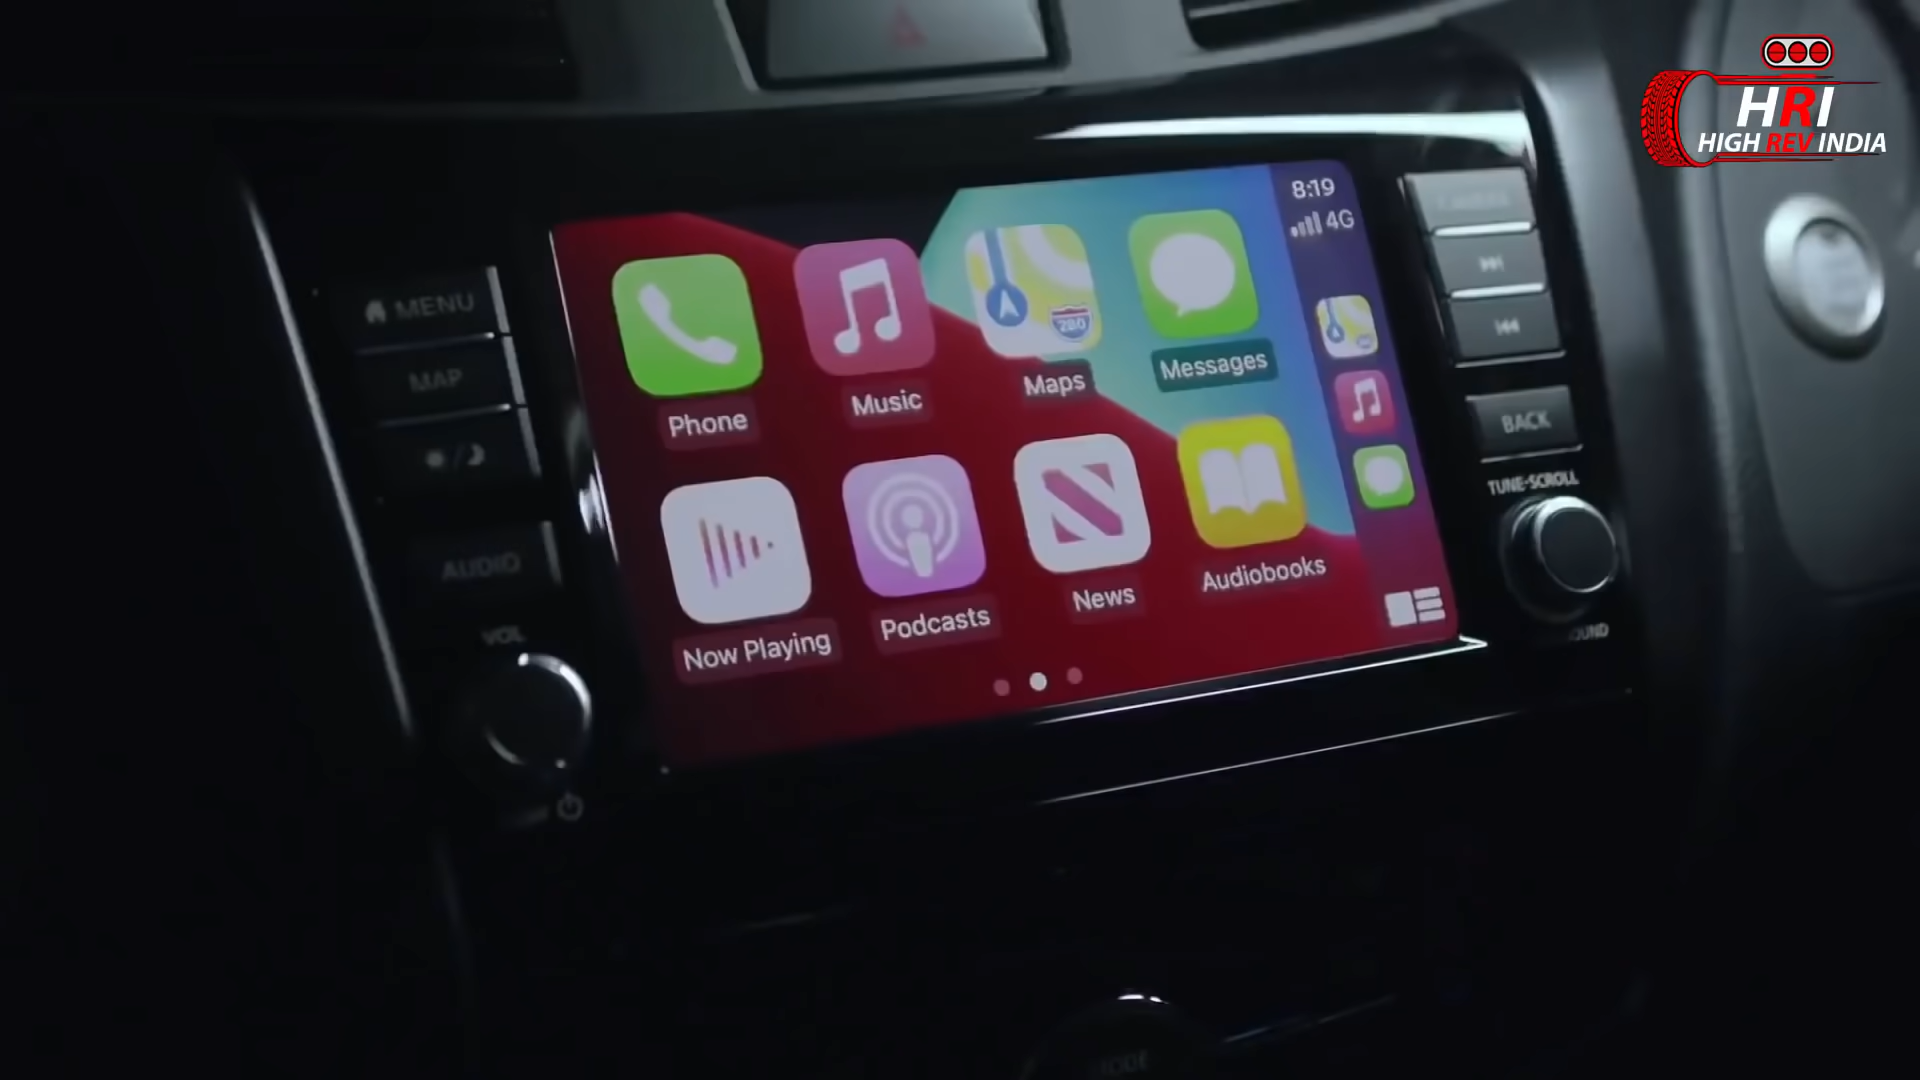 HRI
HIGH REV INDIA
8:19
4G
MENU
MAP
AUDIO
VOL
Phone
Music
280
Maps
Messages
Now Playing
Podcasts
News
Audiobooks
BACK
TUNE-SCROLL